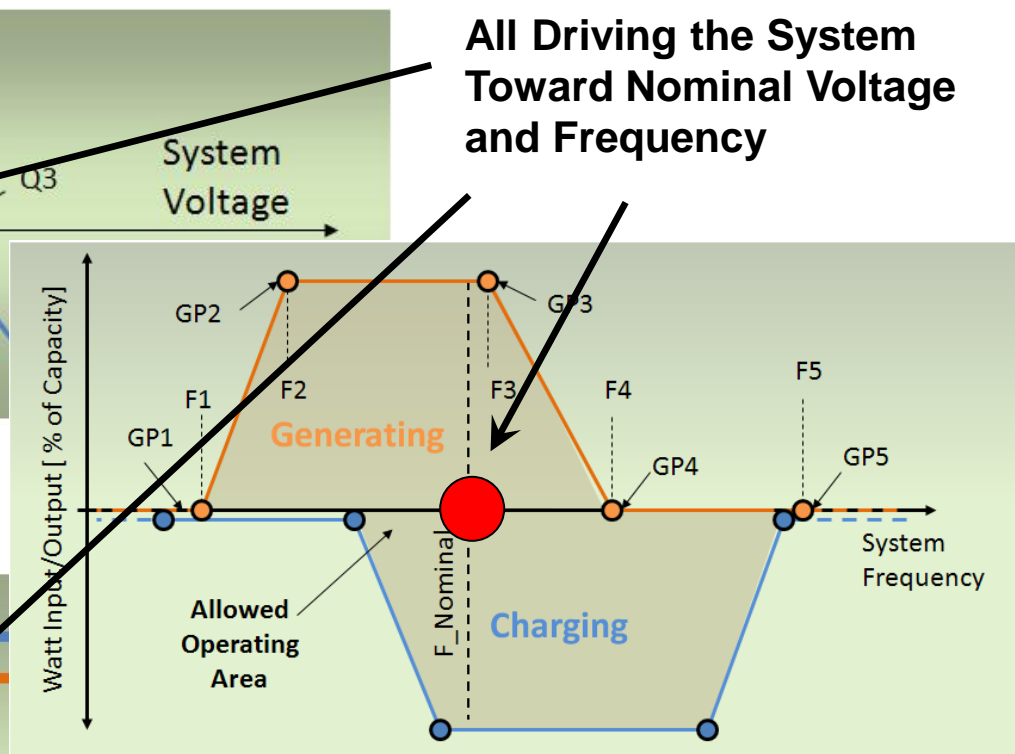 All Driving the System
Toward Nominal Voltage
and Frequency
Q3
System
Voltage
Watt Input/Output [ % of Capacity]
GP2
GP3
F1
F2
F3
F4
F5
GP1
Generating
GP4
GP5
F_Nominal
System
Frequency
Allowed
Operating
Area
Charging